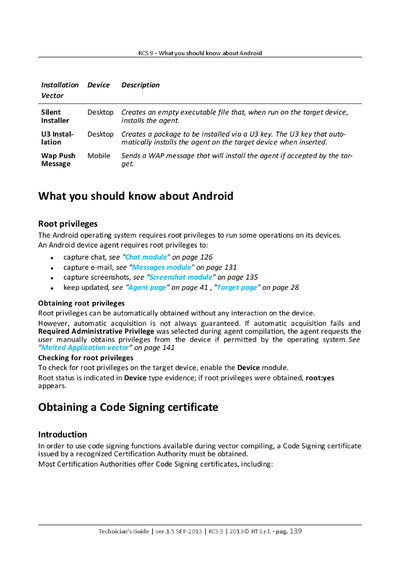 RCS 9 - What you should know about Android
Installation Vector Device Description
Silent Installer Desktop Creates an empty executable file that, when run on the target device,
installs the agent.
U3 Instal-
lation Desktop Creates a package to be installed via a U3 key. The U3 key that auto-
matically installs the agent on the target device when inserted.
Wap Push
Message Mobile Sends a WAP message that will install the agent if accepted by the tar-
get.
What you should know about Android
Root privileges
The Android operating system requires root privileges to run some operations on its devices.
An Android device agent requires root privileges to:
• capture chat, see "Chat module" on page 126
• capture e-mail, see "Messages module" on page 131
• capture screenshots, see "Screenshot module" on page 135
• keep updated, see "Agent page" on page 41 , "Target page" on page 28
Obtaining root privileges
Root privileges can be automatically obtained without any interaction on the device.
However, automatic acquisition is not always guaranteed. If automatic acquisition fails and
Required Administrative Privilege was selected during agent compiling, the agent requests the
user manually obtains privileges from the device if permitted by the operating system. See
"Melted Application vector" on page 141
Checking for root privileges
To check for root privileges on the target device, enable the Device module.
Root status is indicated in Device type evidence; if root privileges were obtained, root:yes
appears.
Obtaining a Code Signing certificate
Introduction
In order to use code signing functions available during vector compiling, a Code Signing certificate
issued by a recognized Certification Authority must be obtained.
Most Certification Authorities offer Code Signing certificates, including:
Technician's Guide | ver.1.5 SEP-2013 | RCS 9 | 2013© HT S.r.l. - pag. 139